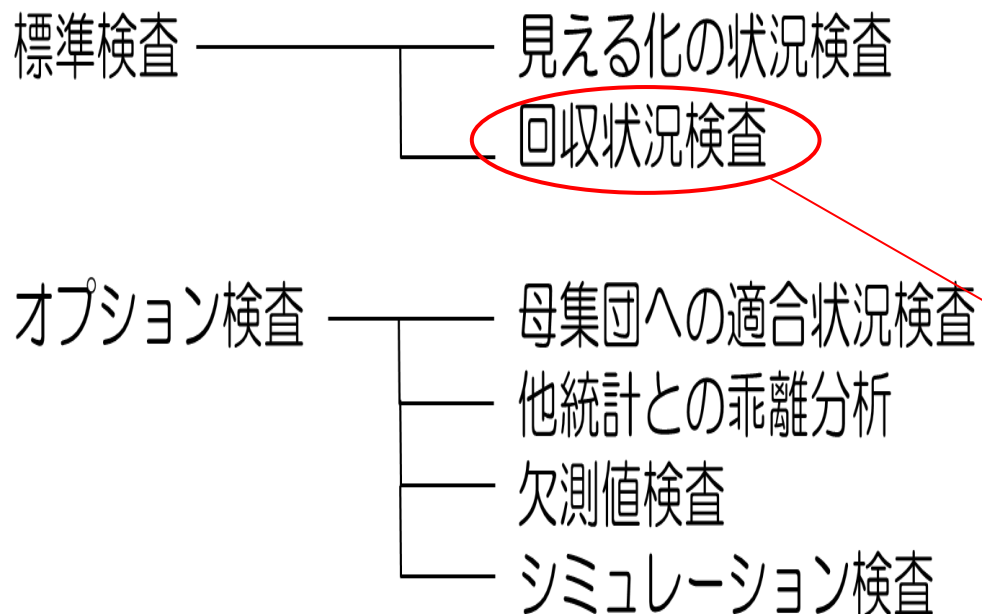 標準検査
見える化の状況検査
回収状況検査
オプション検査
母集団への適合状況検査
他統計との乖離分析
欠測値検査
シミュレーション検査